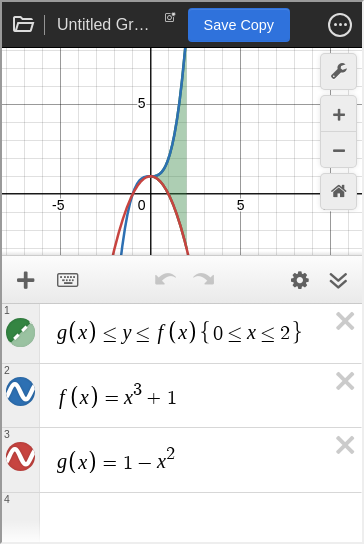 Untitled Gr...
Save Copy
5
-5
0
5
1
g(x) ≤ y ≤ f(x){0 ≤ x ≤ 2}
2
f(x) = x³ + 1
3
g(x) = 1 − x²
4